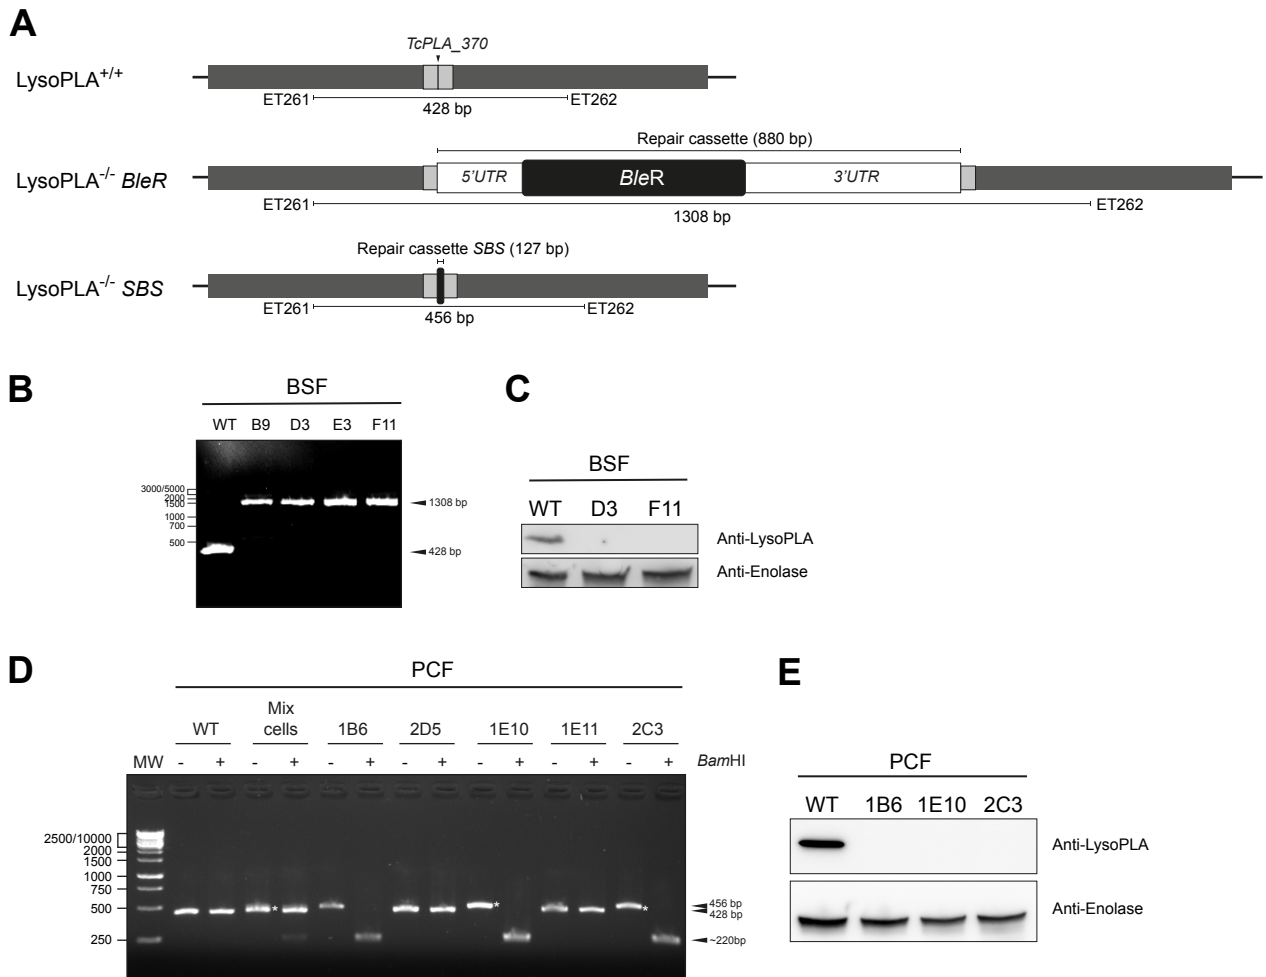 A
TcPLA_370
LysoPLA+/+
ET261
ET262
428 bp
Repair cassette (880 bp)
LysoPLA-/- BleR
5'UTR
BleR
3'UTR
ET261
ET262
1308 bp
Repair cassette SBS (127 bp)
LysoPLA-/- SBS
ET261
ET262
456 bp
B
BSF
WT B9 D3 E3 F11
3000/5000
2000
1500
1000
700
500
1308 bp
428 bp
C
BSF
WT D3 F11
Anti-LysoPLA
Anti-Enolase
D
PCF
WT Mix cells 1B6 2D5 1E10 1E11 2C3
MW - + - + - + - + - + - + - + BamHI
2500/10000
2000
1500
1000
750
500
250
* * *
456 bp
428 bp
~220bp
E
PCF
WT 1B6 1E10 2C3
Anti-LysoPLA
Anti-Enolase